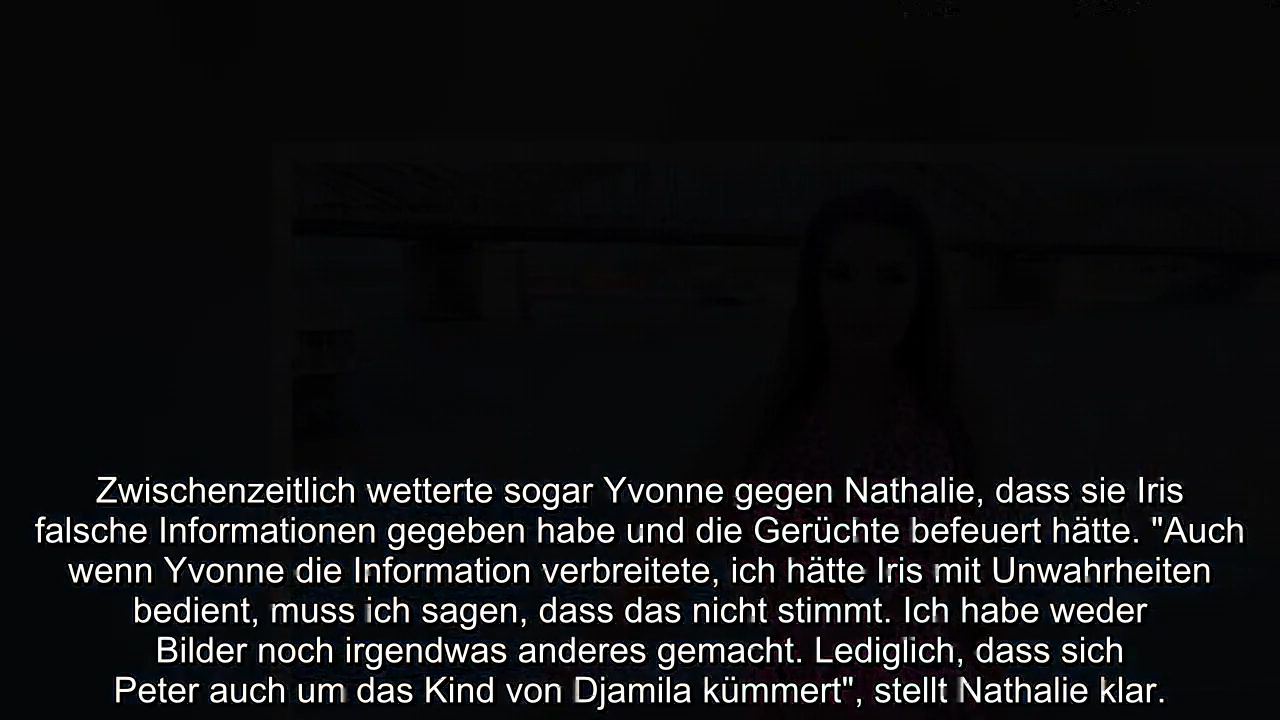 Zwischenzeitlich wetterte sogar Yvonne gegen Nathalie, dass sie Iris
falsche Informationen gegeben habe und die Gerüchte befeuert hätte. "Auch
wenn Yvonne die Information verbreitete, ich hätte Iris mit Unwahrheiten
bedient, muss ich sagen, dass das nicht stimmt. Ich habe weder
Bilder noch irgendwas anderes gemacht. Lediglich, dass sich
Peter auch um das Kind von Djamila kümmert", stellt Nathalie klar.